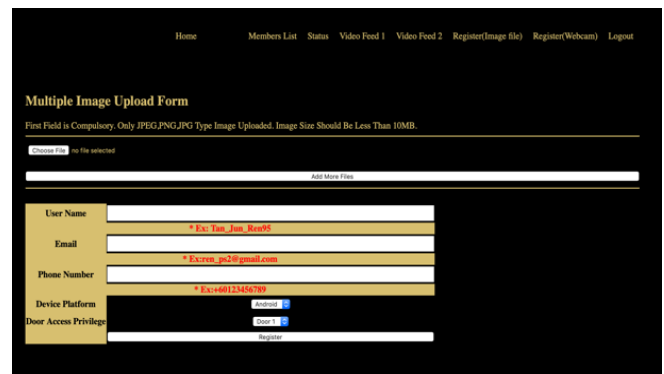 Home Members List Status Video Feed 1 Video Feed 2 Register(Image file) Register(Webcam) Logout
Multiple Image Upload Form
First Field is Compulsory. Only JPEG,PNG,JPG Type Image Uploaded. Image Size Should Be Less Than 10MB.
Choose File no file selected
Add More Files
User Name
* Ex: Tan_Jun_Ren95
Email
* Ex:ren_ps2@gmail.com
Phone Number
* Ex:+60123456789
Device Platform Android
Door Access Privilege Door 1
Register